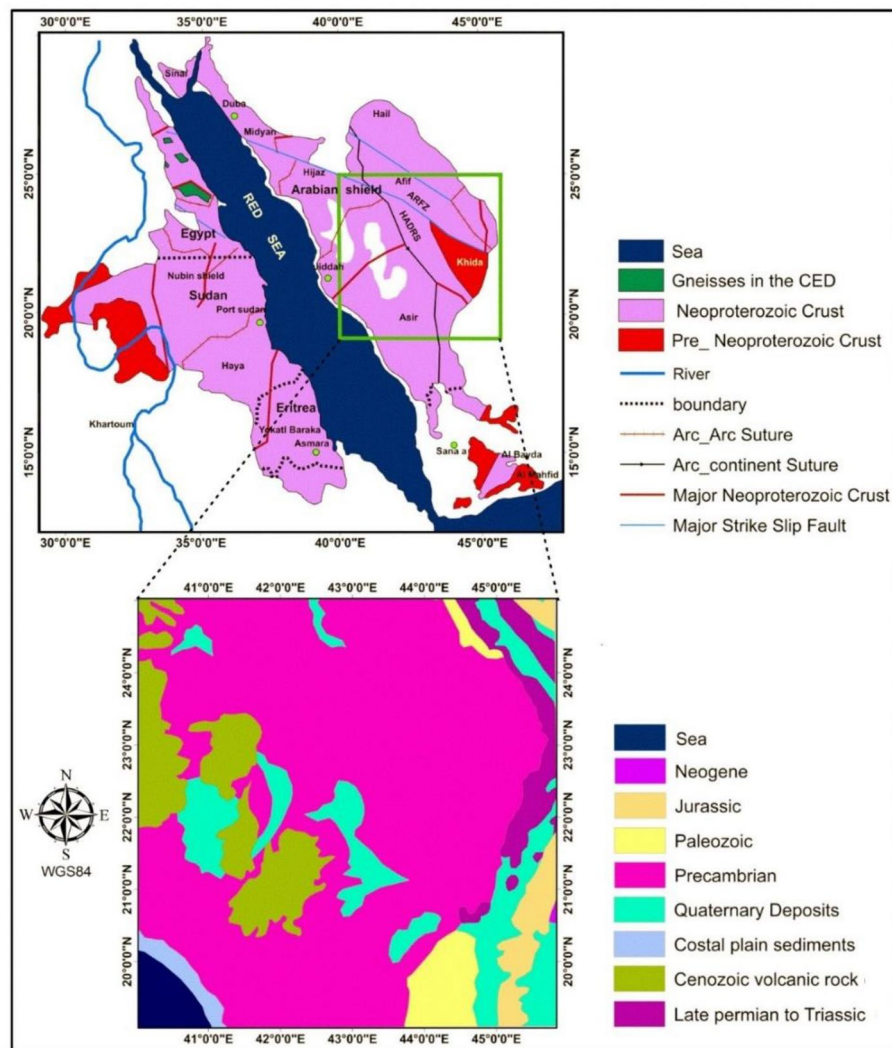 30°0'0"E 35°0'0"E 40°0'0"E 45°0'0"E
25°0'0"N
20°0'0"N
15°0'0"N
Sinai
Duba
Midyan
Hail
Hijaz
Afif
Arabian shield
ARFZ
HADRS
RED SEA
Egypt
Khida
Nubin shield
Jiddah
Sudan
Port sudan
Asir
Haya
Eritrea
Khartoum
Yokatl Baraka
Asmara
Sana a
Al Bayda
Al Mahfid
25°0'0"N
20°0'0"N
15°0'0"N
30°0'0"E 35°0'0"E 40°0'0"E 45°0'0"E
Sea
Gneisses in the CED
Neoproterozoic Crust
Pre_ Neoproterozoic Crust
River
boundary
Arc_Arc Suture
Arc_continent Suture
Major Neoproterozoic Crust
Major Strike Slip Fault
41°0'0"E 42°0'0"E 43°0'0"E 44°0'0"E 45°0'0"E
24°0'0"N
23°0'0"N
22°0'0"N
21°0'0"N
20°0'0"N
24°0'0"N
23°0'0"N
22°0'0"N
21°0'0"N
20°0'0"N
41°0'0"E 42°0'0"E 43°0'0"E 44°0'0"E 45°0'0"E
N
W E
S
WGS84
Sea
Neogene
Jurassic
Paleozoic
Precambrian
Quaternary Deposits
Costal plain sediments
Cenozoic volcanic rock
Late permian to Triassic